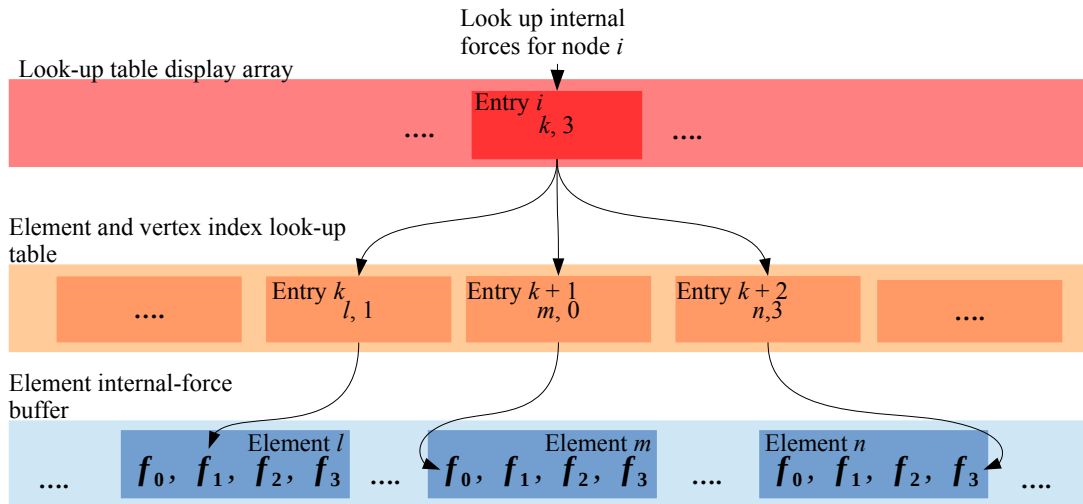 Look up internal
forces for node i
Look-up table display array
Entry i
k, 3
.... ....
Element and vertex index look-up
table
Entry k Entry k + 1 Entry k + 2
.... l, 1 m, 0 n,3 ....
Element internal-force
buffer
Element l Element m Element n
.... f0, f1, f2, f3 .... f0, f1, f2, f3 .... f0, f1, f2, f3 ....